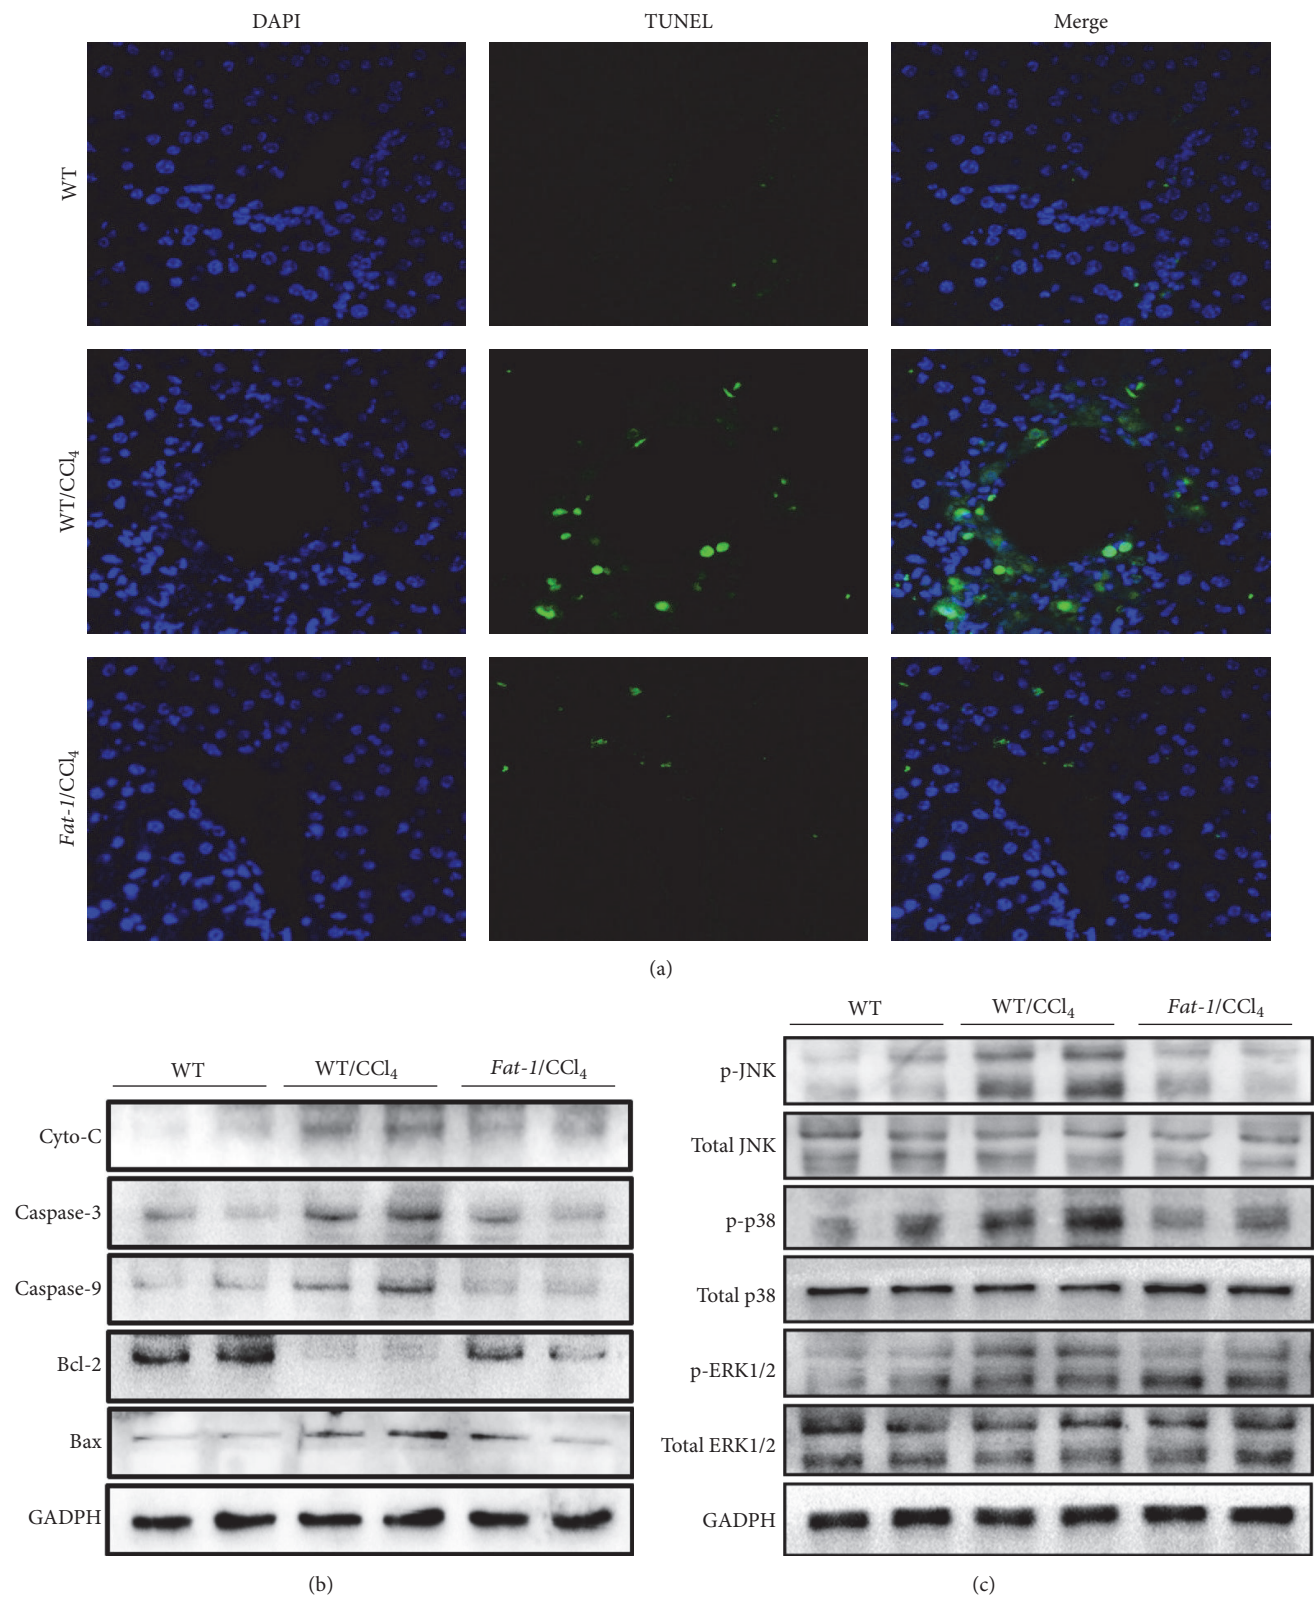 DAPI TUNEL Merge
WT
WT/CCl₄
Fat-1/CCl₄
(a)
WT WT/CCl₄ Fat-1/CCl₄
Cyto-C
Caspase-3
Caspase-9
Bcl-2
Bax
GADPH
(b)
WT WT/CCl₄ Fat-1/CCl₄
p-JNK
Total JNK
p-p38
Total p38
p-ERK1/2
Total ERK1/2
GADPH
(c)